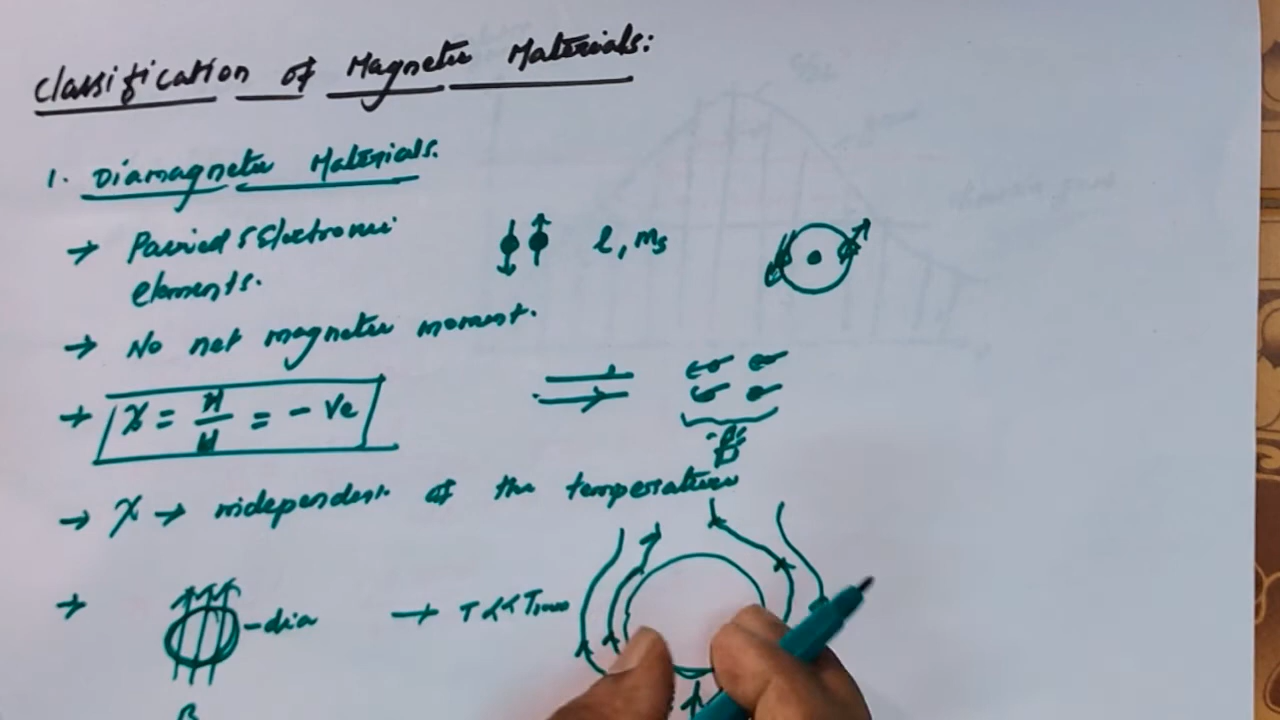 Classification of Magnetic Materials:
1. Diamagnetic Materials.
→ Paired Electronic l, ms
elements.
→ No net magnetic moment.
→ χ = M/H = - Ve
B
→ χ → independent of the temperature
→ - dia → T <<
B